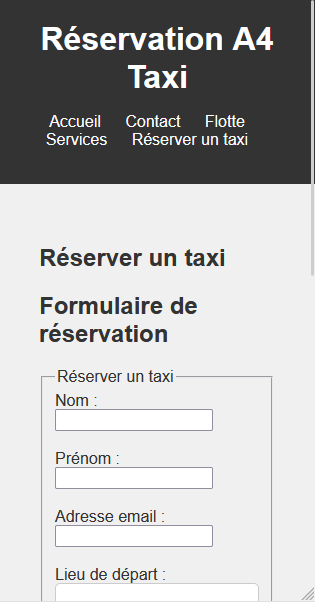 Réservation A4
Taxi
Accueil Contact Flotte
Services Réserver un taxi
Réserver un taxi
Formulaire de
réservation
Réserver un taxi
Nom :
Prénom :
Adresse email :
Lieu de départ :